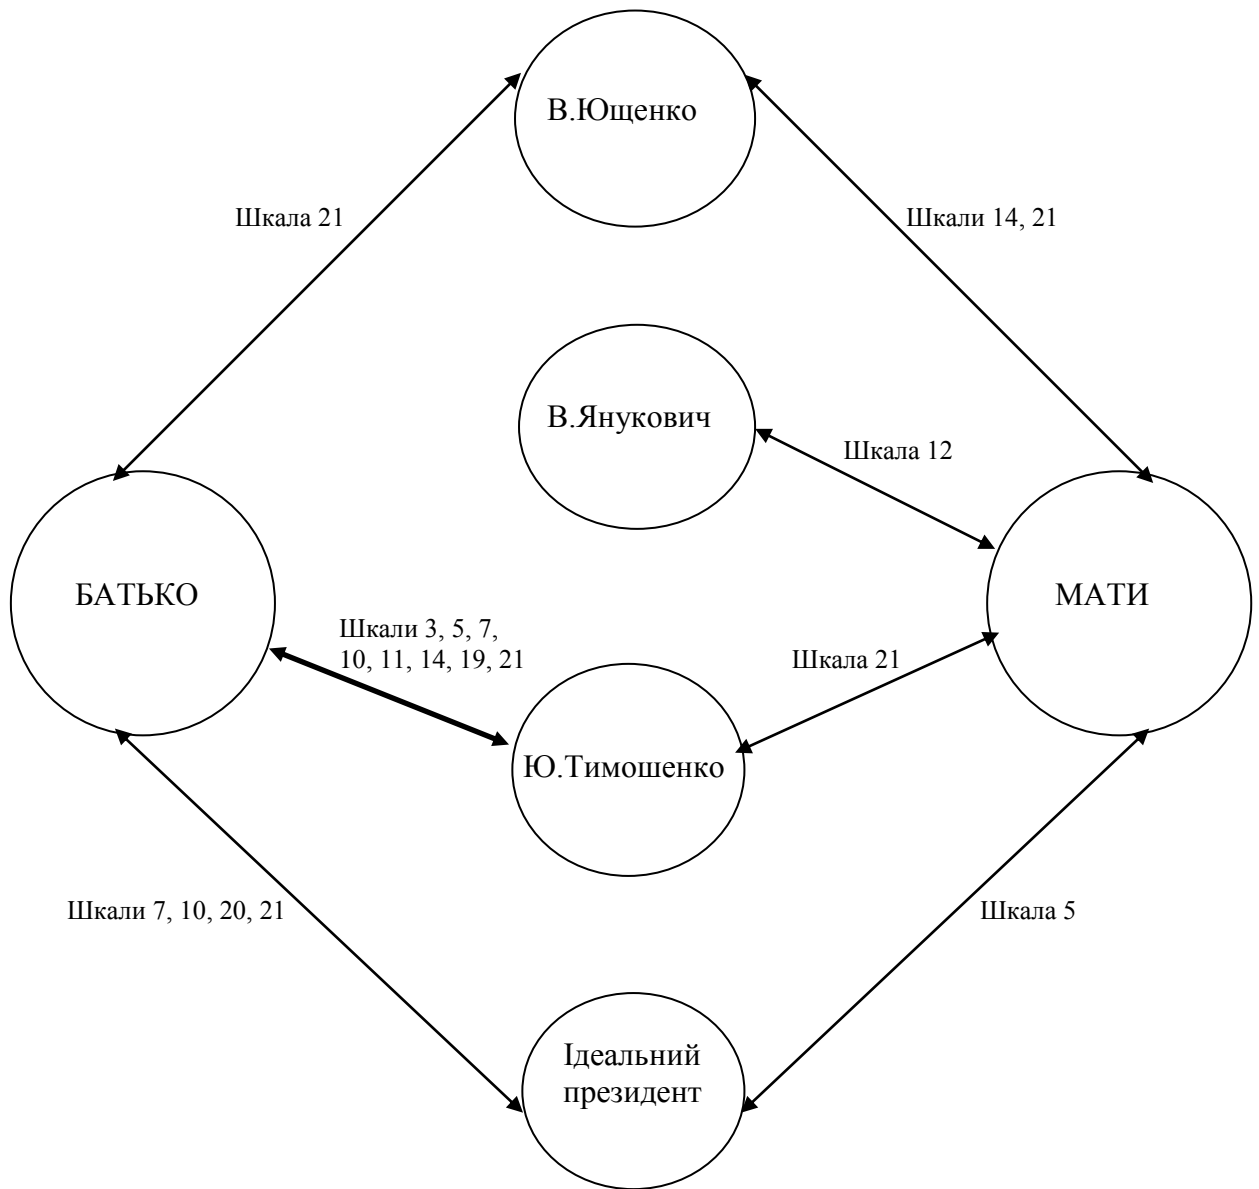 В.Ющенко
Шкала 21
Шкали 14, 21
В.Янукович
Шкала 12
БАТЬКО
МАТИ
Шкали 3, 5, 7,
10, 11, 14, 19, 21
Шкала 21
Ю.Тимошенко
Шкали 7, 10, 20, 21
Шкала 5
Ідеальний
президент